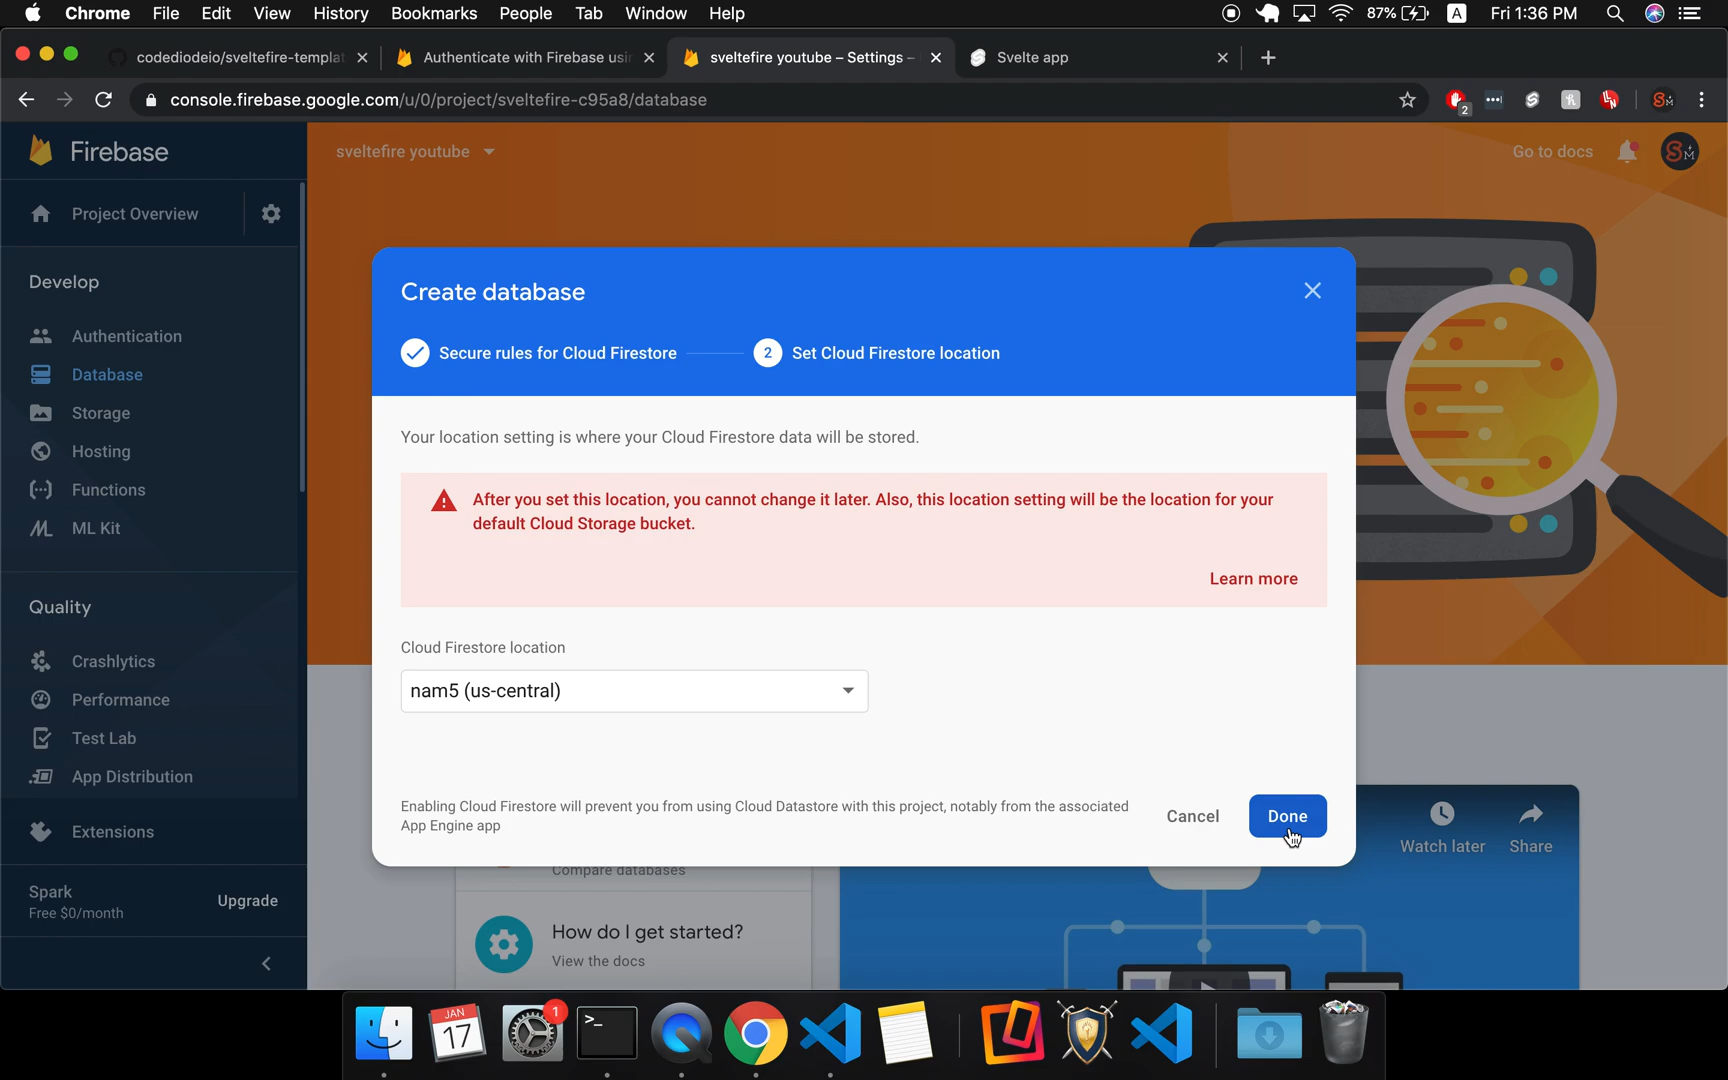 Chrome File Edit View History Bookmarks People Tab Window Help 87% A Fri 1:36 PM
codediodeio/sveltefire-templat Authenticate with Firebase usin sveltefire youtube – Settings – Svelte app
console.firebase.google.com/u/0/project/sveltefire-c95a8/database
2
Firebase
sveltefire youtube
Go to docs
Project Overview
Develop
Authentication
Database
Storage
Hosting
Functions
ML Kit
Quality
Crashlytics
Performance
Test Lab
App Distribution
Extensions
Spark
Free $0/month
Upgrade
Create database
Secure rules for Cloud Firestore
2 Set Cloud Firestore location
Your location setting is where your Cloud Firestore data will be stored.
After you set this location, you cannot change it later. Also, this location setting will be the location for your
default Cloud Storage bucket.
Learn more
Cloud Firestore location
nam5 (us-central)
Enabling Cloud Firestore will prevent you from using Cloud Datastore with this project, notably from the associated
App Engine app
Cancel
Done
Compare databases
How do I get started?
View the docs
Watch later
Share
JAN
17
1
>_